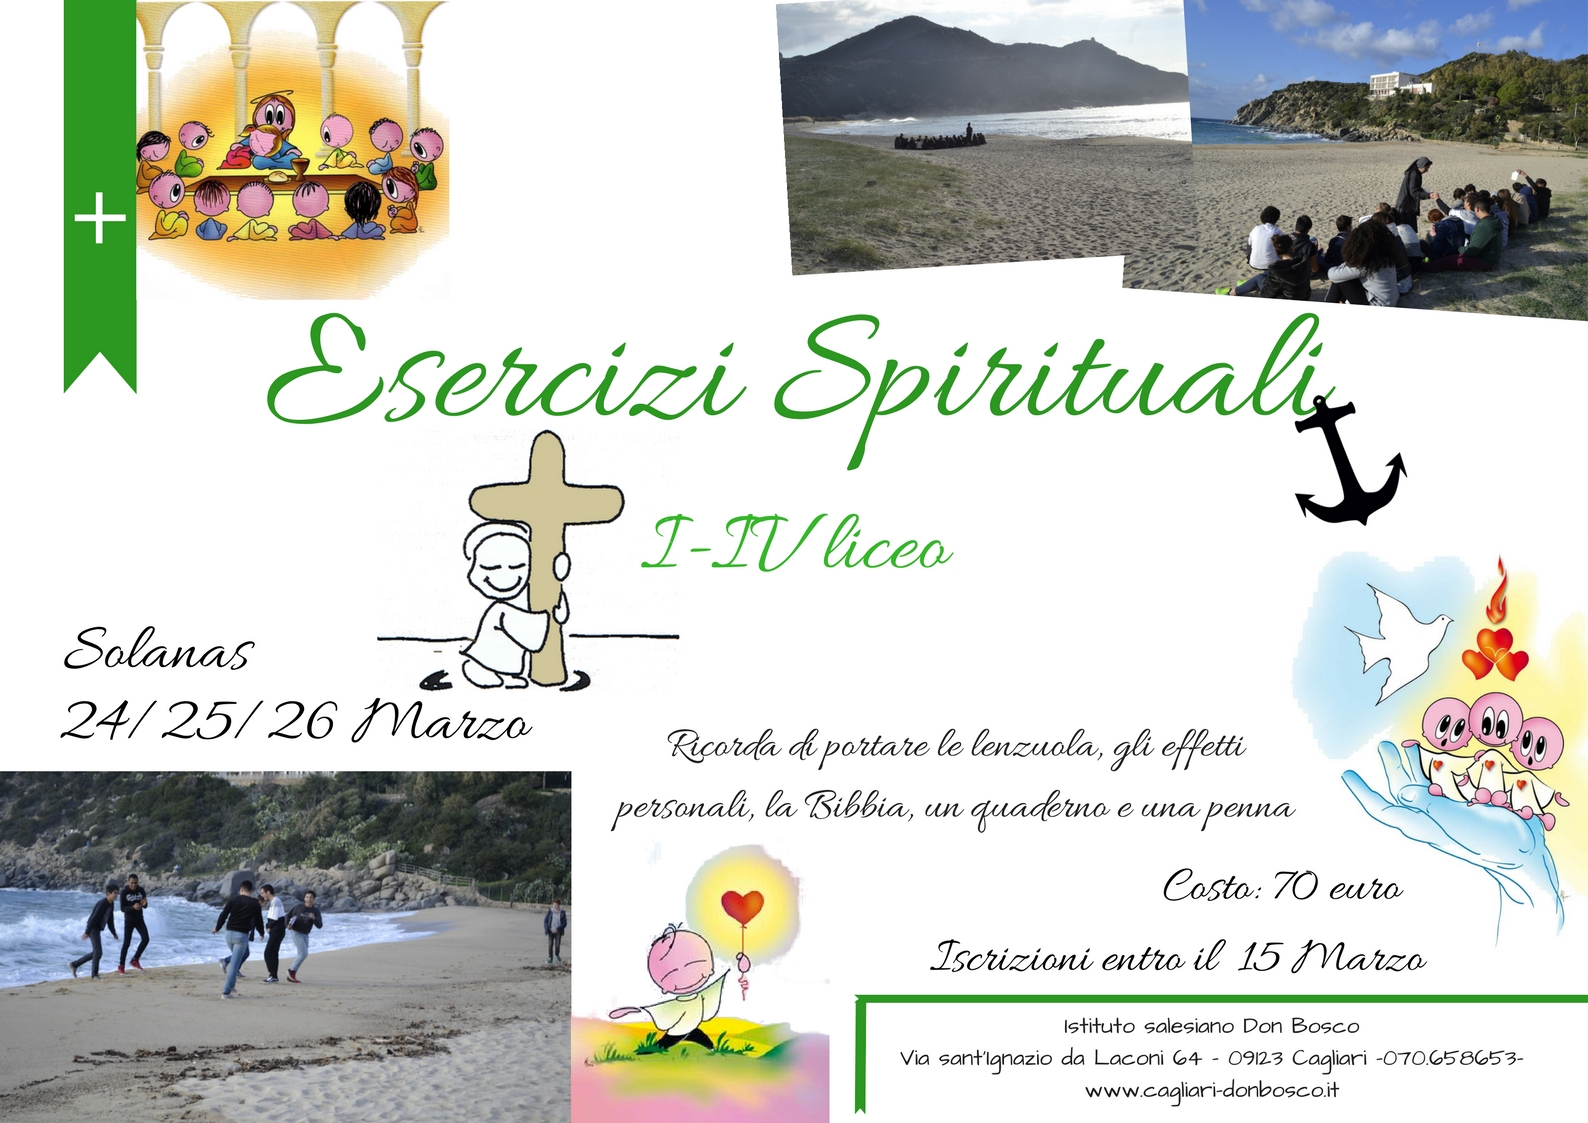 Esercizi Spirituali
I-IV liceo
Solanas
24/25/26 Marzo
Ricorda di portare le lenzuola, gli effetti
personali, la Bibbia, un quaderno e una penna
Costo: 70 euro
Iscrizioni entro il 15 Marzo
Istituto salesiano Don Bosco
Via sant'Ignazio da Laconi 64 - 09123 Cagliari -070.658653-
www.cagliari-donbosco.it